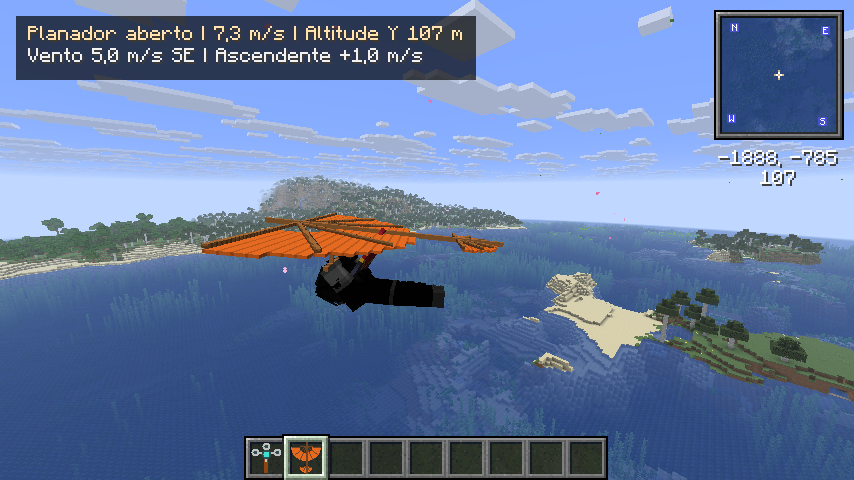 Planador aberto | 7,3 m/s | Altitude Y 107 m
Vento 5,0 m/s SE | Ascendente +1,0 m/s
N
E
W
S
-1888, -785
107